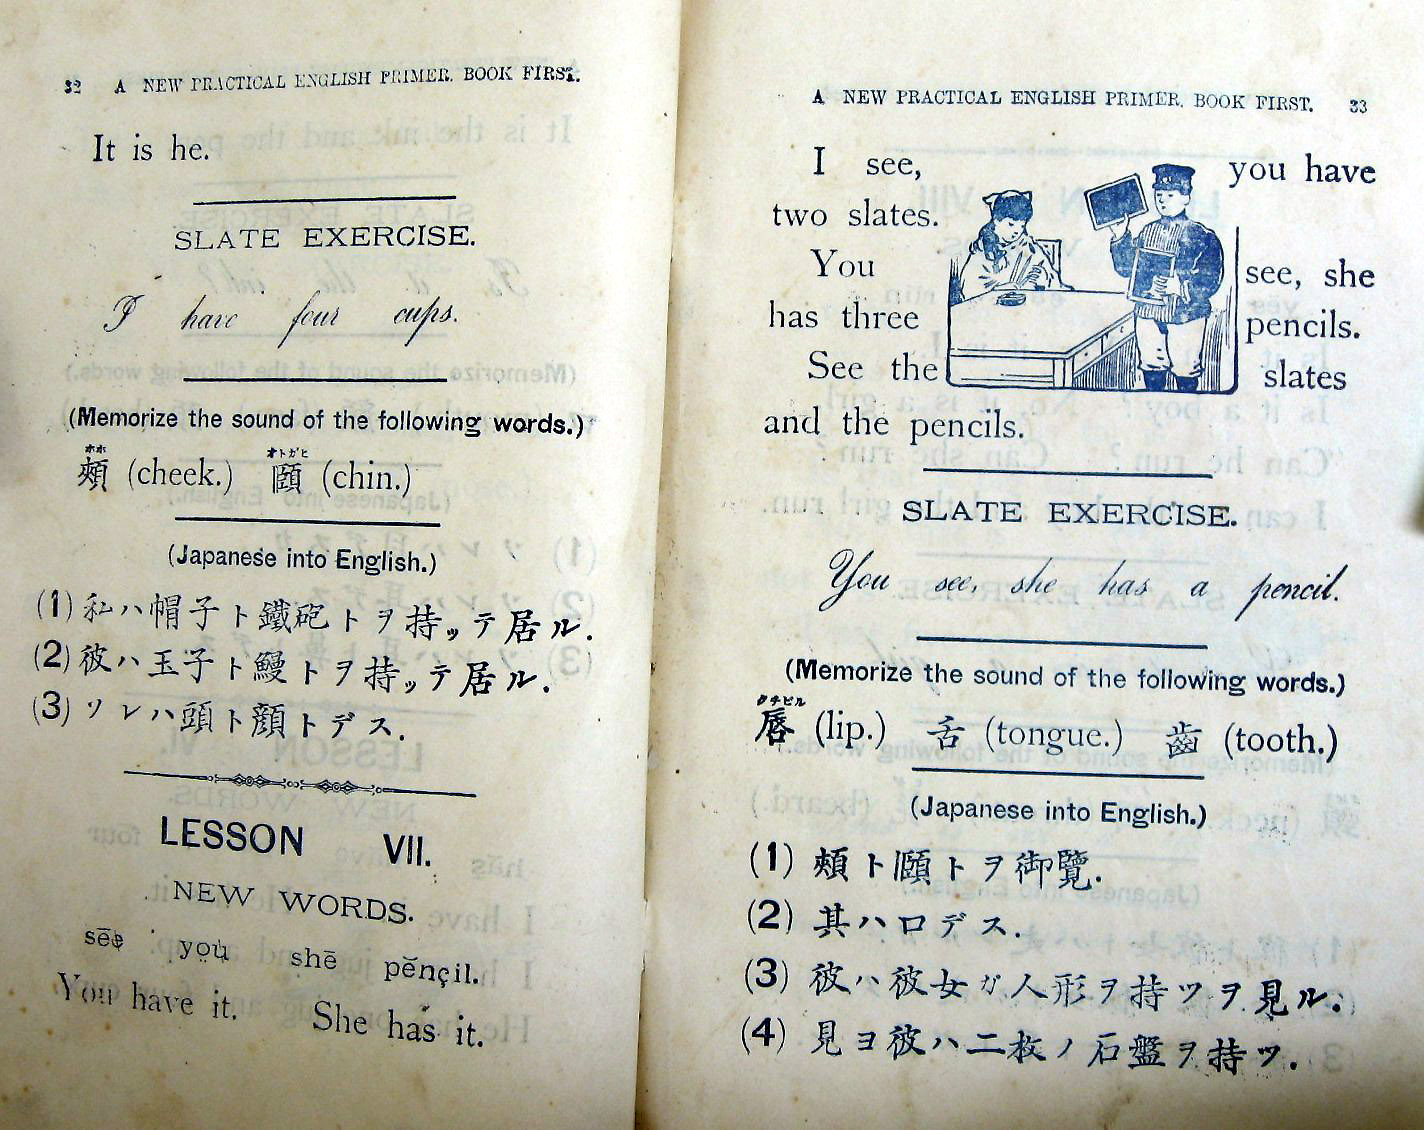 32 A NEW PRACTICAL ENGLISH PRIMER. BOOK FIRST.
It is he.
SLATE EXERCISE.
I have four cups.
(Memorize the sound of the following words.)
ホホ オトガヒ
頰 (cheek.) 頤 (chin.)
(Japanese into English.)
(1) 私ハ帽子ト鐵砲トヲ持ッテ居ル.
(2) 彼ハ玉子ト鰻トヲ持ッテ居ル.
(3) ソレハ頭ト顔トデス.
LESSON VII.
NEW WORDS.
sēe you shē pĕnçil.
You have it. She has it.
A NEW PRACTICAL ENGLISH PRIMER. BOOK FIRST. 33
I see, you have
two slates.
You see, she
has three pencils.
See the slates
and the pencils.
SLATE EXERCISE.
You see, she has a pencil.
(Memorize the sound of the following words.)
クチビル
唇 (lip.) 舌 (tongue.) 齒 (tooth.)
(Japanese into English.)
(1) 頰ト頤トヲ御覽.
(2) 其ハ口デス.
(3) 彼ハ彼女ガ人形ヲ持ツヲ見ル.
(4) 見ヨ彼ハ二枚ノ石盤ヲ持ツ.